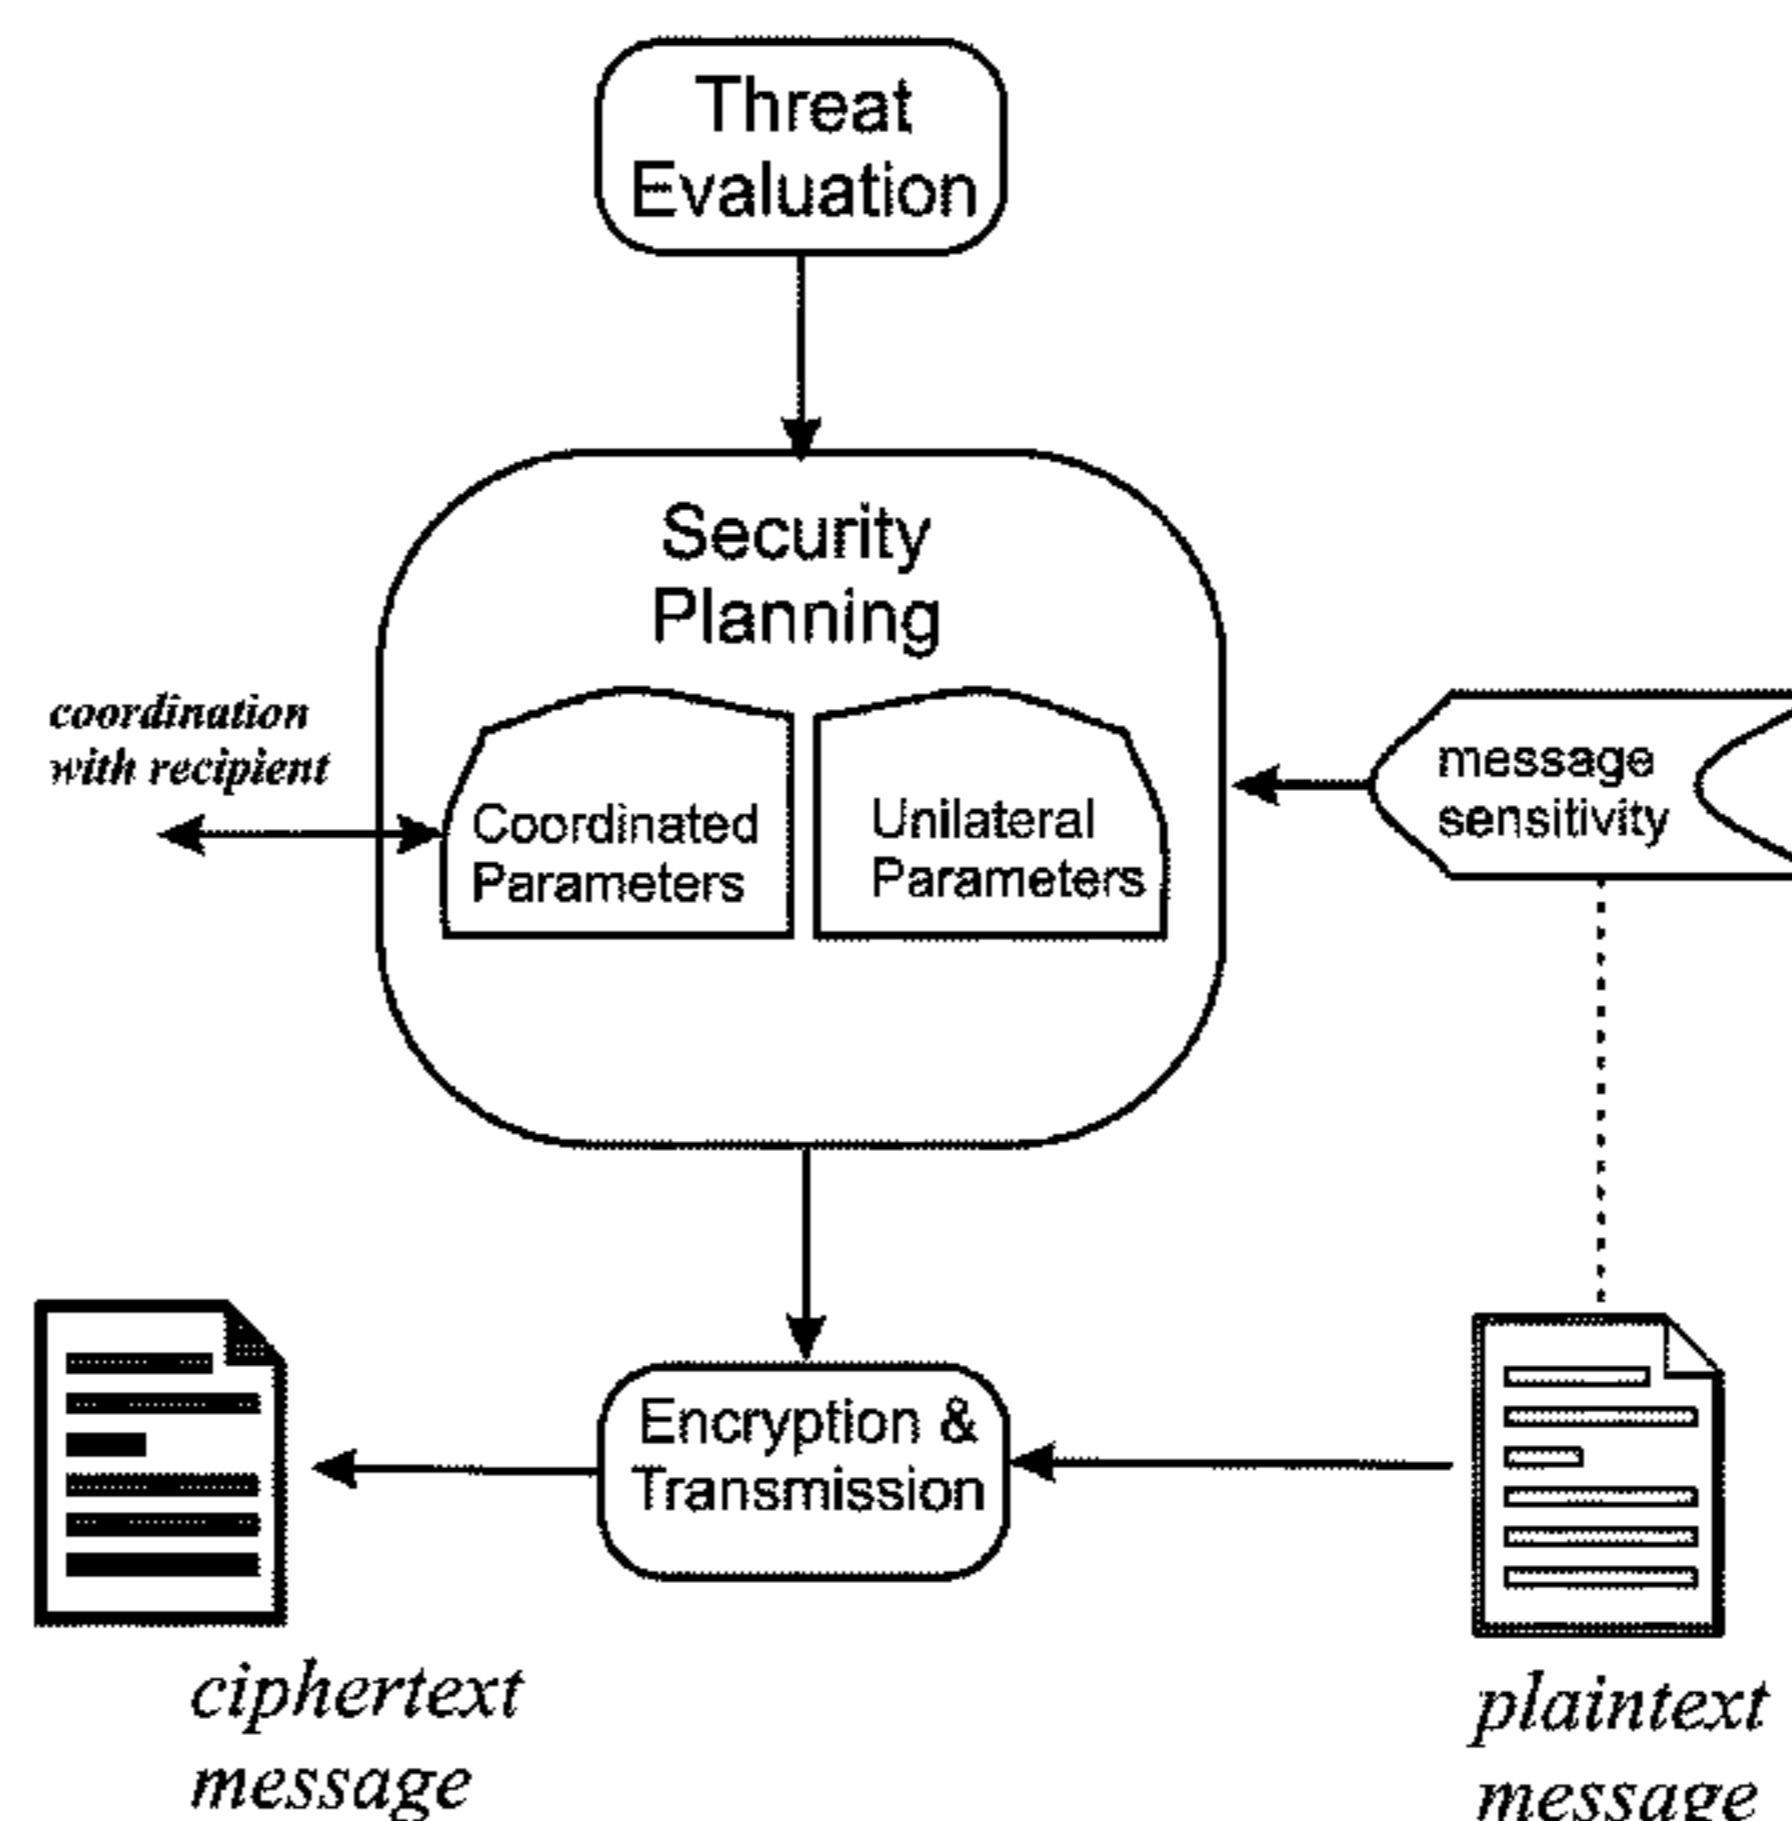 Threat
Evaluation
Security
Planning
coordination
with recipient
Coordinated
Parameters
Unilateral
Parameters
message
sensitivity
Encryption &
Transmission
ciphertext
message
plaintext
message